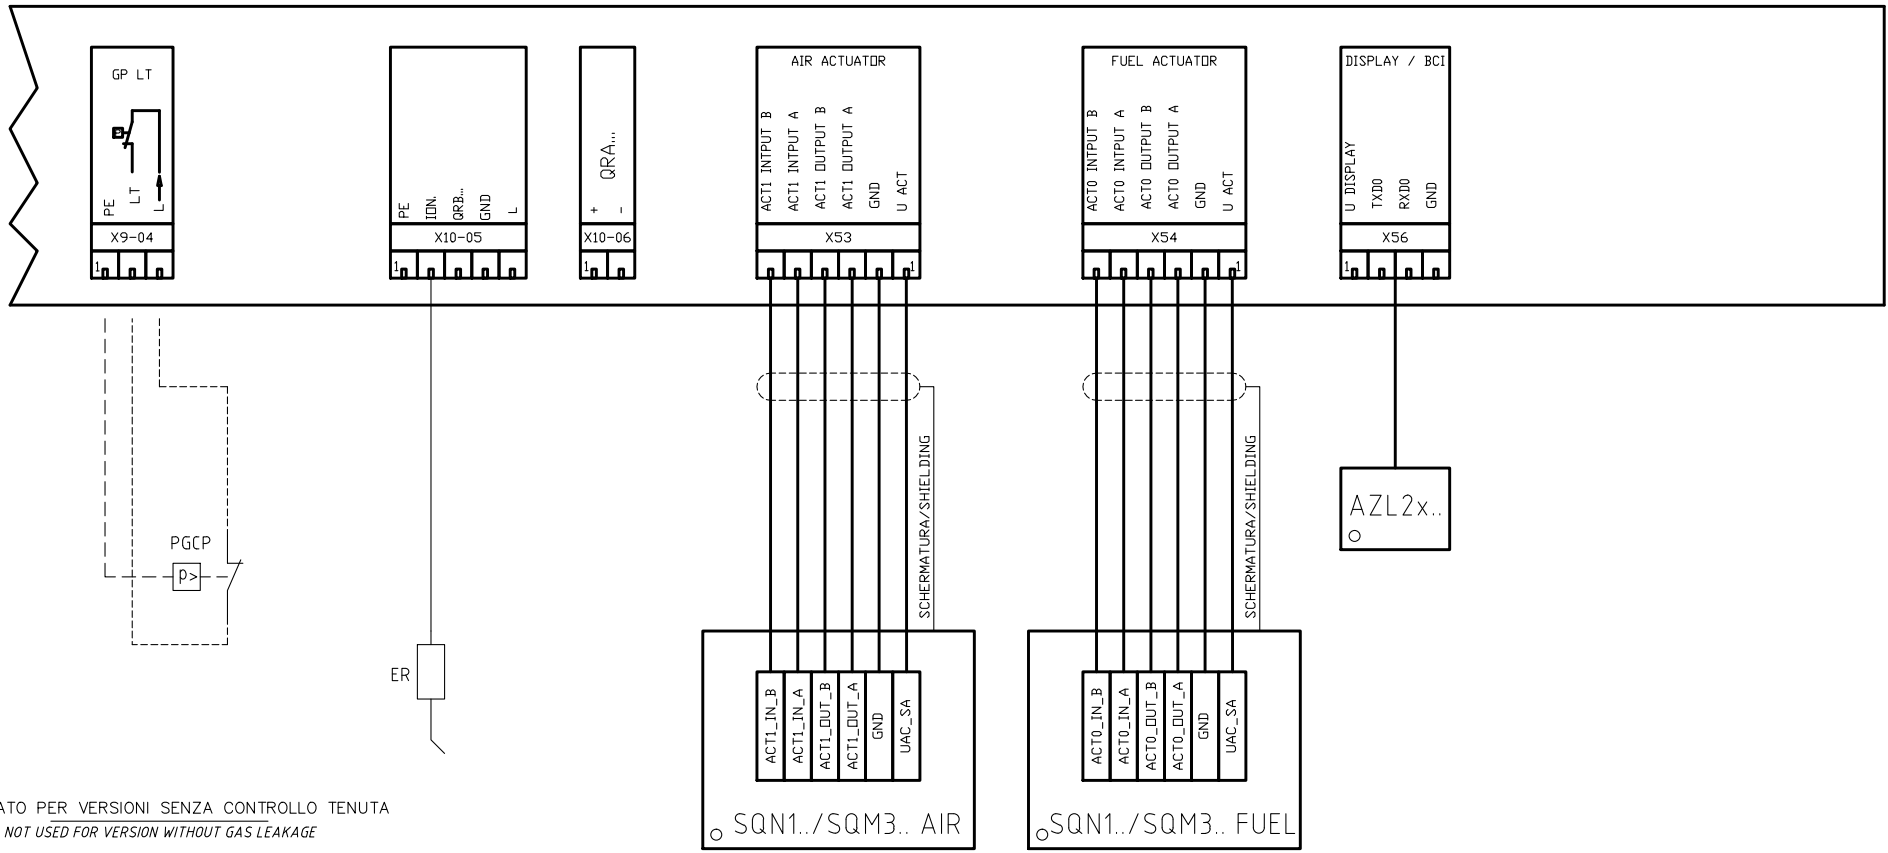 GP LT
PE
LT
L
X9-04
1
PE
ION.
QRB...
GND
L
X10-05
1
QRA...
+
-
X10-06
1
AIR ACTUATOR
ACT1 INTPUT B
ACT1 INTPUT A
ACT1 OUTPUT B
ACT1 OUTPUT A
GND
U ACT
X53
1
FUEL ACTUATOR
ACT0 INTPUT B
ACT0 INTPUT A
ACT0 OUTPUT B
ACT0 OUTPUT A
GND
U ACT
X54
1
DISPLAY / BCI
U DISPLAY
TXD0
RXD0
GND
X56
1
PGCP
p>
ER
SCHERMATURA/SHIELDING
SCHERMATURA/SHIELDING
AZL2x..
ACT1_IN_B
ACT1_IN_A
ACT1_OUT_B
ACT1_OUT_A
GND
UAC_SA
SQN1../SQM3.. AIR
ACT0_IN_B
ACT0_IN_A
ACT0_OUT_B
ACT0_OUT_A
GND
UAC_SA
SQN1../SQM3.. FUEL
ATO PER VERSIONI SENZA CONTROLLO TENUTA
NOT USED FOR VERSION WITHOUT GAS LEAKAGE